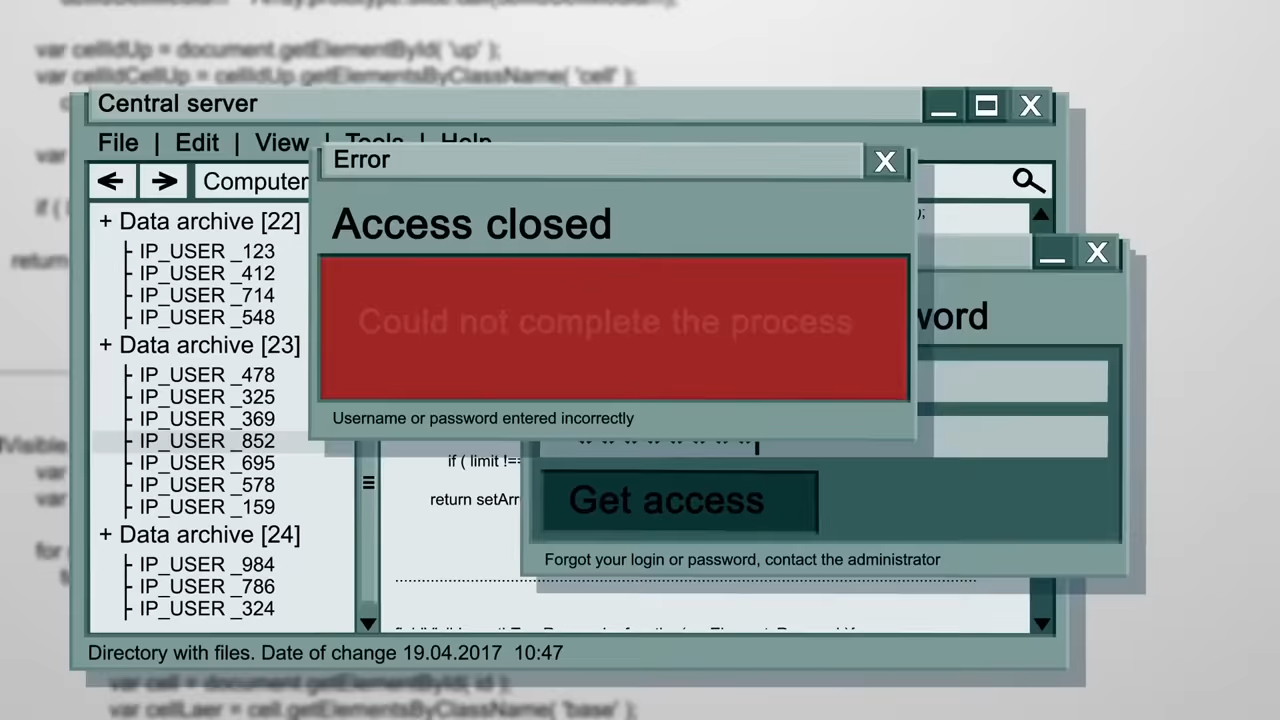 var cellIdUp = document.getElementById( 'up' );
var cellIdCellUp = cellIdUp.getElementsByClassName( 'cell' );
Central server
File | Edit | View | Tools | Help
Error
Computer
Access closed
+ Data archive [22]
IP_USER _123
IP_USER _412
IP_USER _714
IP_USER _548
Could not complete the process
+ Data archive [23]
IP_USER _478
IP_USER _325
IP_USER _369
IP_USER _852
IP_USER _695
IP_USER _578
IP_USER _159
Username or password entered incorrectly
if ( limit !==
return setArr
Get access
Forgot your login or password, contact the administrator
+ Data archive [24]
IP_USER _984
IP_USER _786
IP_USER _324
Directory with files. Date of change 19.04.2017 10:47
var cell = document.getElementById( id );
var cellLaer = cell.getElementsByClassName( 'base' );